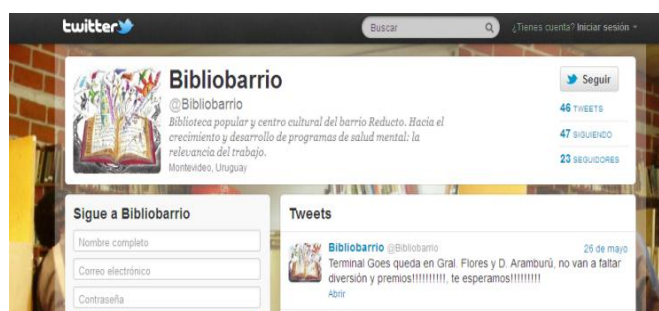 twitter
Buscar
¿Tienes cuenta? Iniciar sesión
Bibliobarrio
@Bibliobarrio
Biblioteca popular y centro cultural del barrio Reducto. Hacia el
crecimiento y desarrollo de programas de salud mental: la
relevancia del trabajo.
Montevideo, Uruguay
Seguir
46 TWEETS
47 SIGUIENDO
23 SEGUIDORES
Sigue a Bibliobarrio
Nombre completo
Correo electrónico
Contraseña
Tweets
Bibliobarrio @Bibliobarrio 26 de mayo
Terminal Goes queda en Gral. Flores y D. Aramburú, no van a faltar
diversión y premios!!!!!!!!!!, te esperamos!!!!!!!!!
Abrir